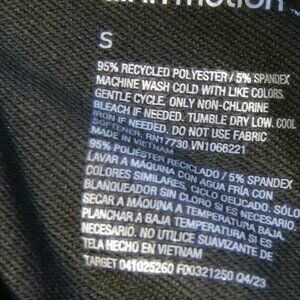 motion™
S
95% RECYCLED POLYESTER / 5% SPANDEX
MACHINE WASH COLD WITH LIKE COLORS.
GENTLE CYCLE. ONLY NON-CHLORINE
BLEACH IF NEEDED. TUMBLE DRY LOW. COOL
IRON IF NEEDED. DO NOT USE FABRIC
SOFTENER. RN17730 VN1066221
MADE IN VIETNAM
95% POLIÉSTER RECICLADO / 5% SPANDEX
LAVAR A MÁQUINA CON AGUA FRÍA CON
COLORES SIMILARES. CICLO DELICADO. SÓLO
BLANQUEADOR SIN CLORO SI ES NECESARIO.
SECAR A MÁQUINA A TEMPERATURA BAJA.
PLANCHAR A BAJA TEMPERATURA SI ES
NECESARIO. NO UTILICE SUAVIZANTE DE
TELA HECHO EN VIETNAM
TARGET 041025260 F00321250 Q4/23